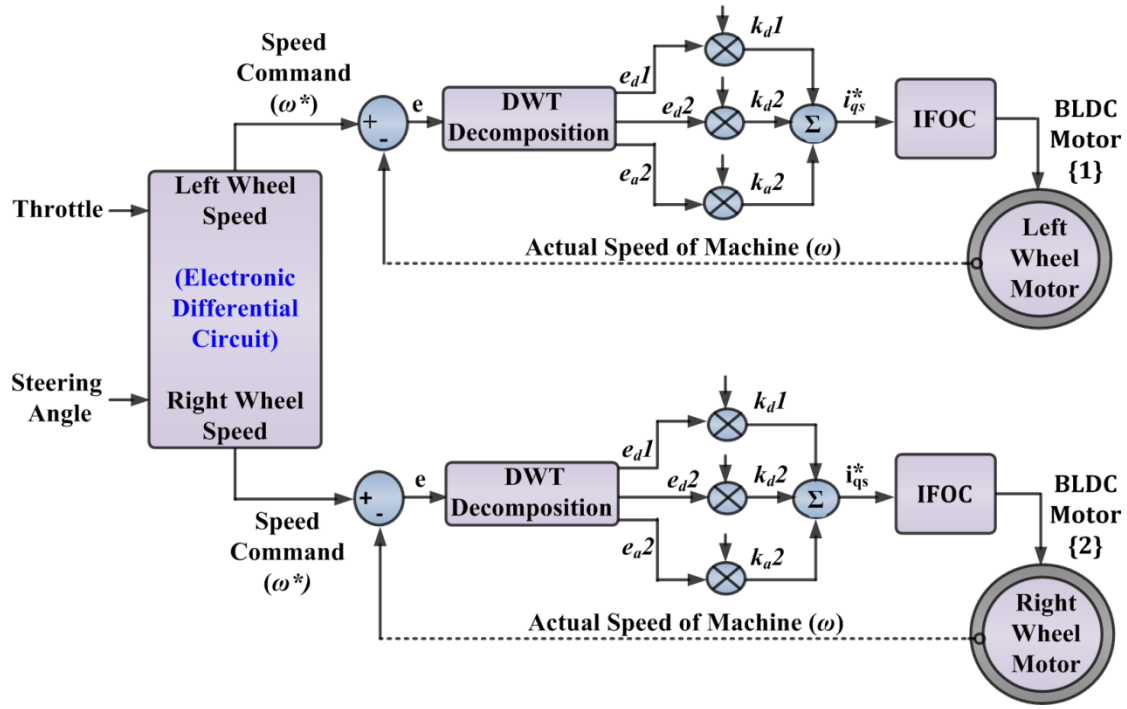 Speed
Command
(ω*)
e
+
-
DWT
Decomposition
e_d1
e_d2
e_a2
k_d1
k_d2
k_a2
Σ
i*_qs
IFOC
BLDC
Motor
{1}
Left
Wheel
Motor
Actual Speed of Machine (ω)
Throttle
Steering
Angle
Left Wheel
Speed
(Electronic
Differential
Circuit)
Right Wheel
Speed
Speed
Command
(ω*)
e
+
-
DWT
Decomposition
e_d1
e_d2
e_a2
k_d1
k_d2
k_a2
Σ
i*_qs
IFOC
BLDC
Motor
{2}
Right
Wheel
Motor
Actual Speed of Machine (ω)